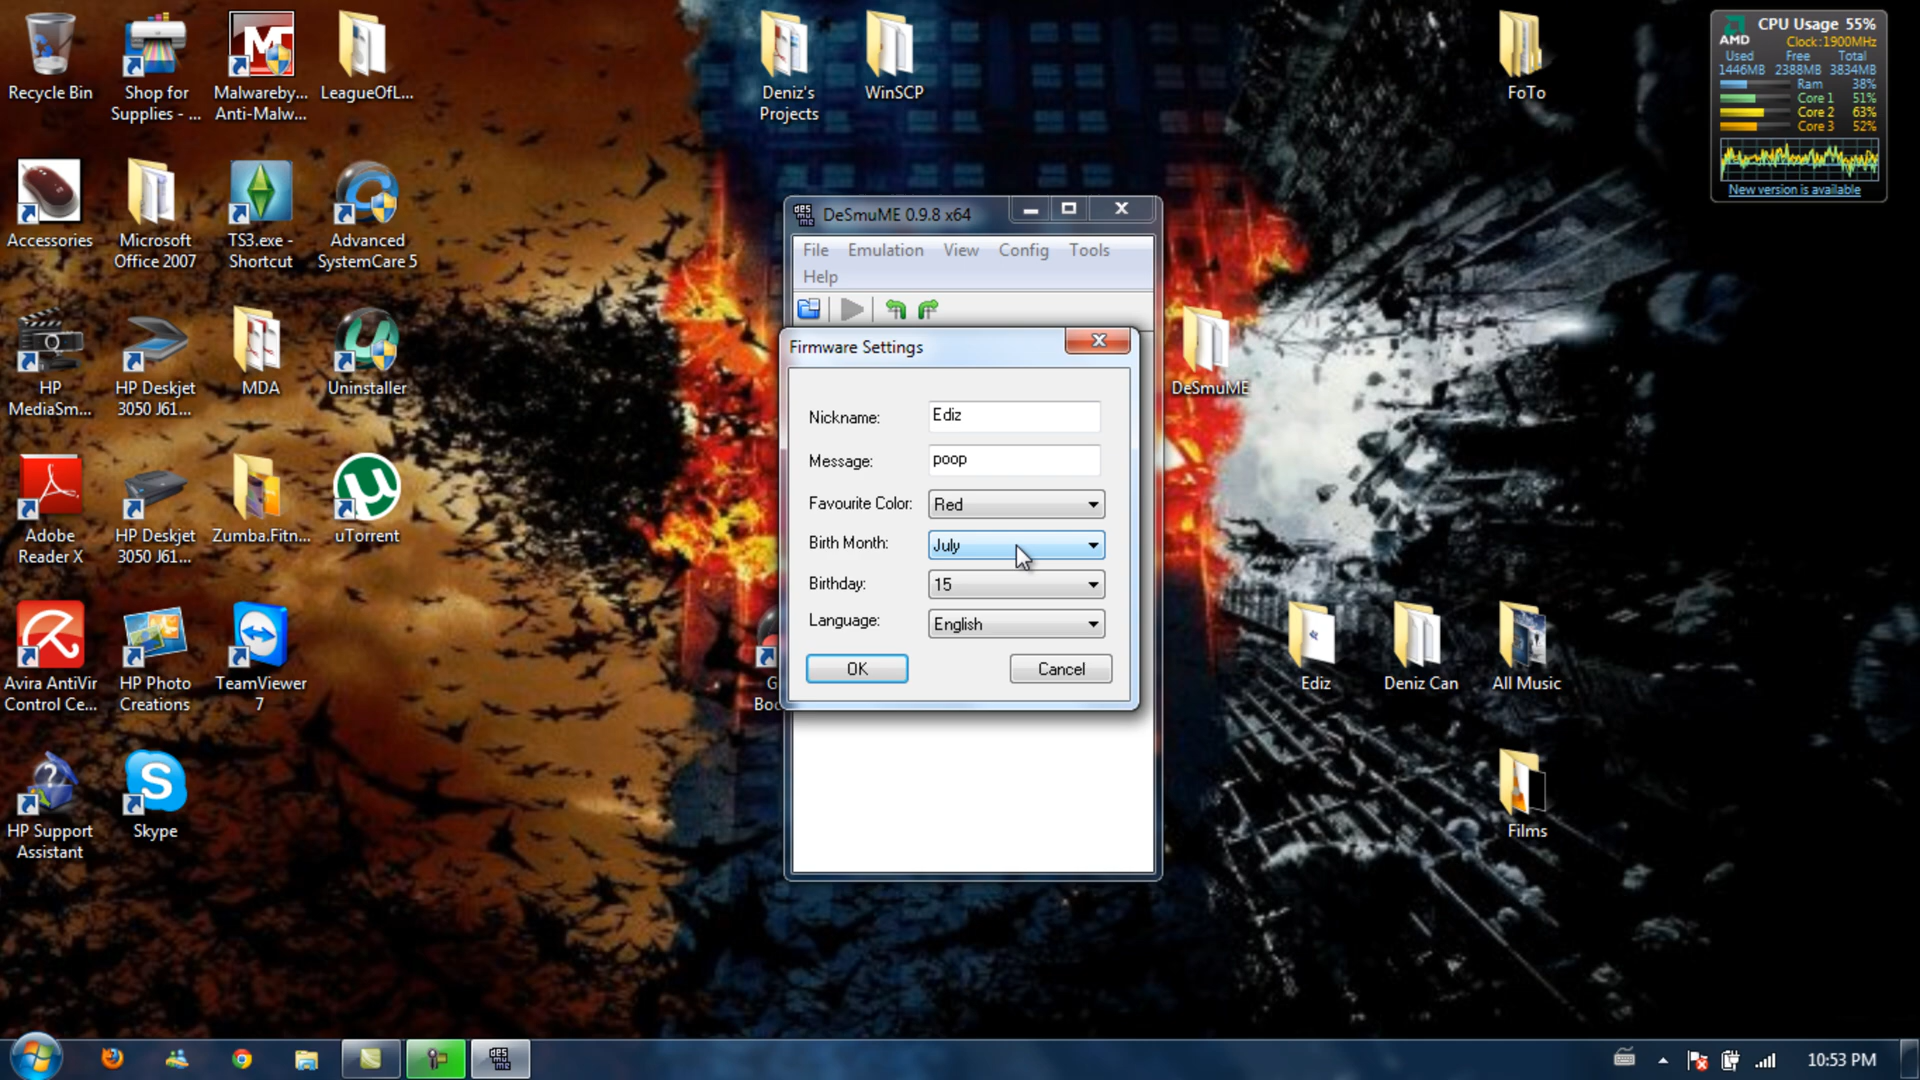 Recycle Bin
Shop for
Supplies - ...
Malwareby...
Anti-Malw...
LeagueOfL...
Deniz's
Projects
WinSCP
FoTo
CPU Usage 55%
AMD
Clock:1900MHz
Used Free Total
1446MB 2388MB 3834MB
Ram 38%
Core 1 51%
Core 2 63%
Core 3 52%
New version is available
Accessories
Microsoft
Office 2007
TS3.exe -
Shortcut
Advanced
SystemCare 5
DeSmuME 0.9.8 x64
File Emulation View Config Tools
Help
HP
MediaSm...
HP Deskjet
3050 J61...
MDA
Uninstaller
DeSmuME
Firmware Settings
Nickname: Ediz
Message: poop
Favourite Color: Red
Birth Month: July
Birthday: 15
Language: English
OK Cancel
Adobe
Reader X
HP Deskjet
3050 J61...
Zumba.Fitn...
uTorrent
Avira AntiVir
Control Ce...
HP Photo
Creations
TeamViewer
7
Ediz
Deniz Can
All Music
HP Support
Assistant
Skype
Films
10:53 PM